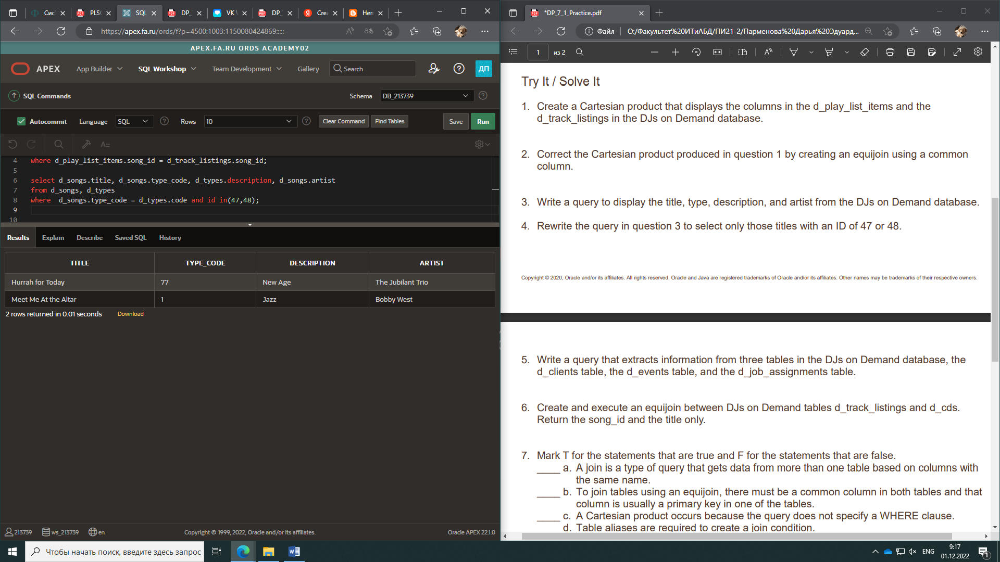 Сис
PLS
SQL
DP_
VK
DP_
Cre
Her
https://apex.fa.ru/ords/f?p=4500:1003:1150080424869:::::
APEX.FA.RU ORDS ACADEMY02
APEX
App Builder
SQL Workshop
Team Development
Gallery
Search
ДП
SQL Commands
Schema
DB_213739
Autocommit
Language
SQL
Rows
10
Clear Command
Find Tables
Save
Run
4 where d_play_list_items.song_id = d_track_listings.song_id;
5
6 select d_songs.title, d_songs.type_code, d_types.description, d_songs.artist
7 from d_songs, d_types
8 where  d_songs.type_code = d_types.code and id in(47,48);
9
10
Results Explain Describe Saved SQL History
TITLE TYPE_CODE DESCRIPTION ARTIST
Hurrah for Today 77 New Age The Jubilant Trio
Meet Me At the Altar 1 Jazz Bobby West
2 rows returned in 0.01 seconds Download
213739 ws_213739 en
Copyright © 1999, 2022, Oracle and/or its affiliates.
Oracle APEX 22.1.0
*DP_7_1_Practice.pdf
Файл O:/Факультет%20ИТиАБД/ПИ21-2/Парменова%20Дарья%20Эдуард...
1 из 2
Try It / Solve It
1. Create a Cartesian product that displays the columns in the d_play_list_items and the
d_track_listings in the DJs on Demand database.
2. Correct the Cartesian product produced in question 1 by creating an equijoin using a common
column.
3. Write a query to display the title, type, description, and artist from the DJs on Demand database.
4. Rewrite the query in question 3 to select only those titles with an ID of 47 or 48.
Copyright © 2020, Oracle and/or its affiliates. All rights reserved. Oracle and Java are registered trademarks of Oracle and/or its affiliates. Other names may be trademarks of their respective owners.
5. Write a query that extracts information from three tables in the DJs on Demand database, the
d_clients table, the d_events table, and the d_job_assignments table.
6. Create and execute an equijoin between DJs on Demand tables d_track_listings and d_cds.
Return the song_id and the title only.
7. Mark T for the statements that are true and F for the statements that are false.
____ a. A join is a type of query that gets data from more than one table based on columns with
the same name.
____ b. To join tables using an equijoin, there must be a common column in both tables and that
column is usually a primary key in one of the tables.
____ c. A Cartesian product occurs because the query does not specify a WHERE clause.
d. Table aliases are required to create a join condition.
Чтобы начать поиск, введите здесь запрос
ENG
9:17
01.12.2022
1